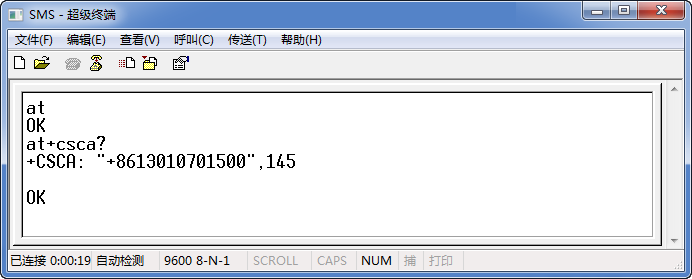 SMS - 超级终端
文件(F) 编辑(E) 查看(V) 呼叫(C) 传送(T) 帮助(H)
at
OK
at+csca?
+CSCA: "+8613010701500",145
OK
已连接 0:00:19 自动检测 9600 8-N-1 SCROLL CAPS NUM 捕 打印